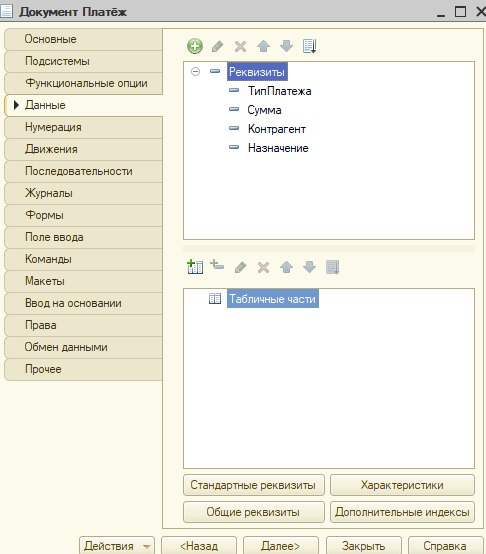 Документ Платёж
Основные
Подсистемы
Функциональные опции
Данные
Нумерация
Движения
Последовательности
Журналы
Формы
Поле ввода
Команды
Макеты
Ввод на основании
Права
Обмен данными
Прочее
Реквизиты
ТипПлатежа
Сумма
Контрагент
Назначение
Табличные части
Стандартные реквизиты
Характеристики
Общие реквизиты
Дополнительные индексы
Действия
<Назад
Далее>
Закрыть
Справка